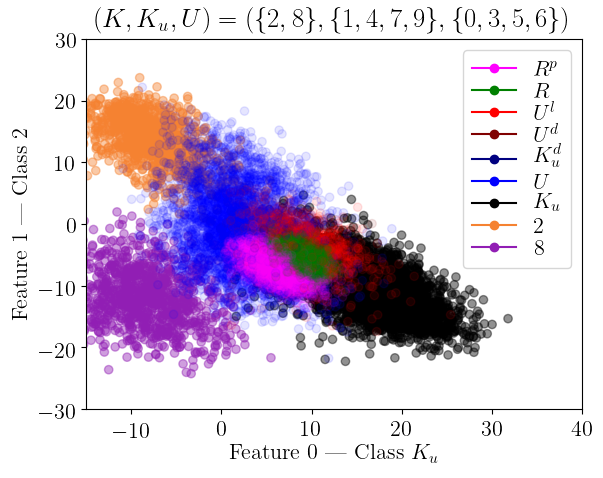 (K, K_u, U) = ({2, 8}, {1, 4, 7, 9}, {0, 3, 5, 6})
30
20
10
0
−10
−20
−30
Feature 1 — Class 2
R^p
R
U^l
U^d
K_u^d
U
K_u
2
8
−10
0
10
20
30
40
Feature 0 — Class K_u